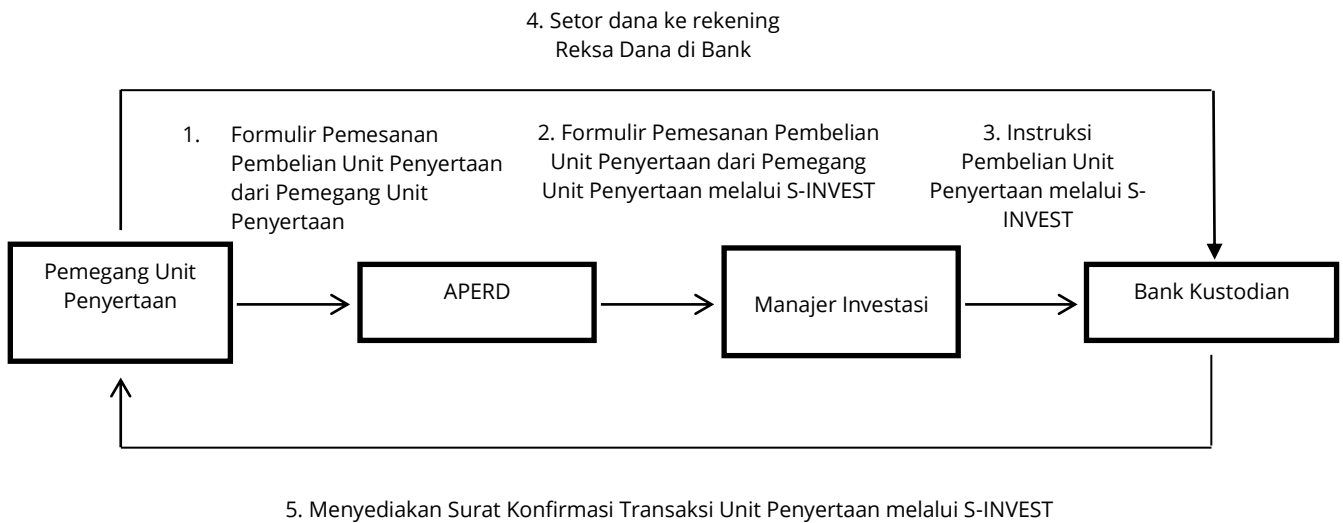 4. Setor dana ke rekening
Reksa Dana di Bank
1. Formulir Pemesanan
Pembelian Unit Penyertaan
dari Pemegang Unit
Penyertaan
2. Formulir Pemesanan Pembelian
Unit Penyertaan dari Pemegang
Unit Penyertaan melalui S-INVEST
3. Instruksi
Pembelian Unit
Penyertaan melalui S-
INVEST
Pemegang Unit
Penyertaan
APERD
Manajer Investasi
Bank Kustodian
5. Menyediakan Surat Konfirmasi Transaksi Unit Penyertaan melalui S-INVEST